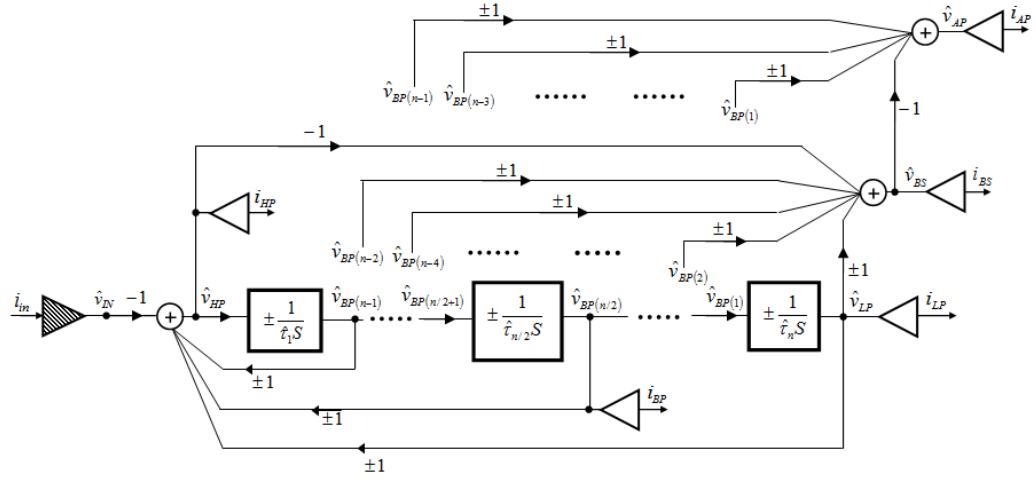 ±1
v̂_AP
i_AP
±1
±1
v̂_BP(n−1)
v̂_BP(n−3)
......
......
v̂_BP(1)
−1
−1
±1
v̂_BS
i_BS
i_HP
±1
v̂_BP(n−2)
v̂_BP(n−4)
......
......
±1
v̂_BP(2)
±1
i_in
v̂_IN
−1
v̂_HP
± 1/(τ̂_1 S)
v̂_BP(n−1)
......
v̂_BP(n/2+1)
± 1/(τ̂_{n/2} S)
v̂_BP(n/2)
......
v̂_BP(1)
± 1/(τ̂_n S)
v̂_LP
i_LP
±1
i_BP
±1
±1